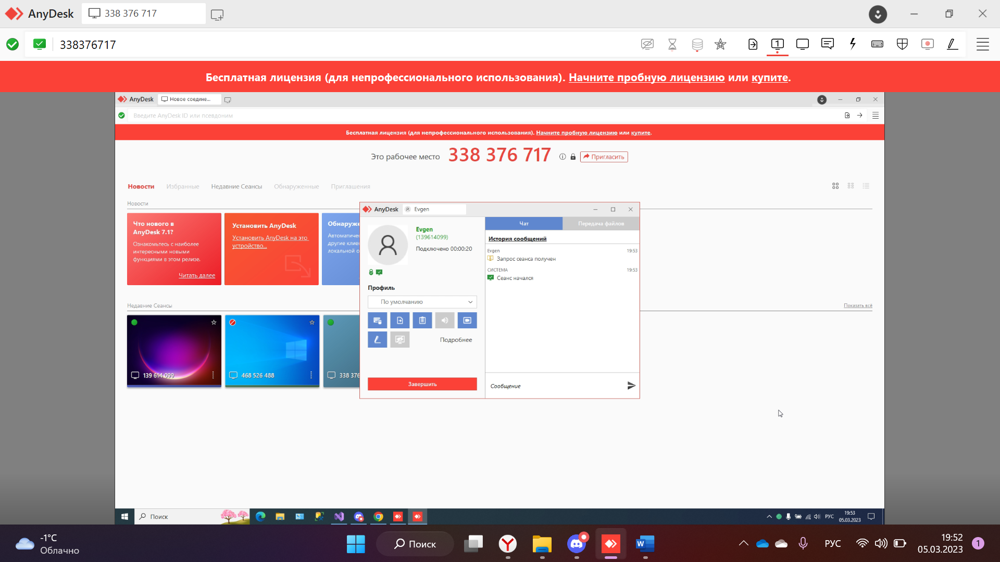 AnyDesk
338 376 717
338376717
1
Бесплатная лицензия (для непрофессионального использования). Начните пробную лицензию или купите.
AnyDesk
Новое соедине...
Введите AnyDesk ID или псевдоним
Бесплатная лицензия (для непрофессионального использования). Начните пробную лицензию или купите.
Это рабочее место
338 376 717
Пригласить
Новости
Избранные
Недавние Сеансы
Обнаруженные
Приглашения
Новости
Что нового в
AnyDesk 7.1?
Ознакомьтесь с наиболее
интересными новыми
функциями в этом релизе.
Читать далее
Установить AnyDesk
Установить AnyDesk на это
устройство...
Обнаруже
Автоматичес
другие клие
локальной с
AnyDesk
Evgen
Evgen
(139614099)
Подключено 00:00:20
Профиль
По умолчанию
Подробнее
Завершить
Чат
Передача файлов
История сообщений
Evgen
19:53
Запрос сеанса получен
СИСТЕМА
19:53
Сеанс начался
Сообщение
Недавние Сеансы
Показать всё
139 614 099
468 526 488
338 376
Поиск
РУС
19:53
05.03.2023
-1°C
Облачно
Поиск
РУС
19:52
05.03.2023
1